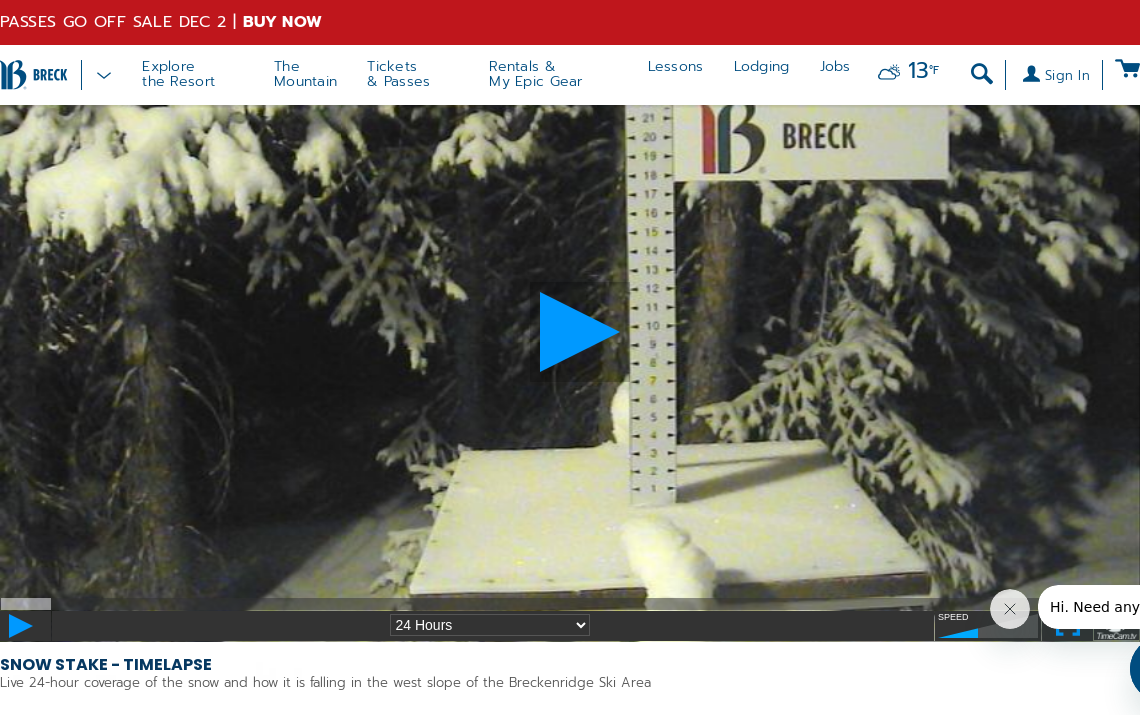 PASSES GO OFF SALE DEC 2 | BUY NOW
BRECK
Explore
the Resort
The
Mountain
Tickets
& Passes
Rentals &
My Epic Gear
Lessons
Lodging
Jobs
13°F
Sign In
BRECK
21
20
19
18
17
16
15
14
13
12
11
10
9
8
7
6
5
4
3
2
1
24 Hours
SPEED
Hi. Need any
TimeCam.tv
SNOW STAKE - TIMELAPSE
Live 24-hour coverage of the snow and how it is falling in the west slope of the Breckenridge Ski Area